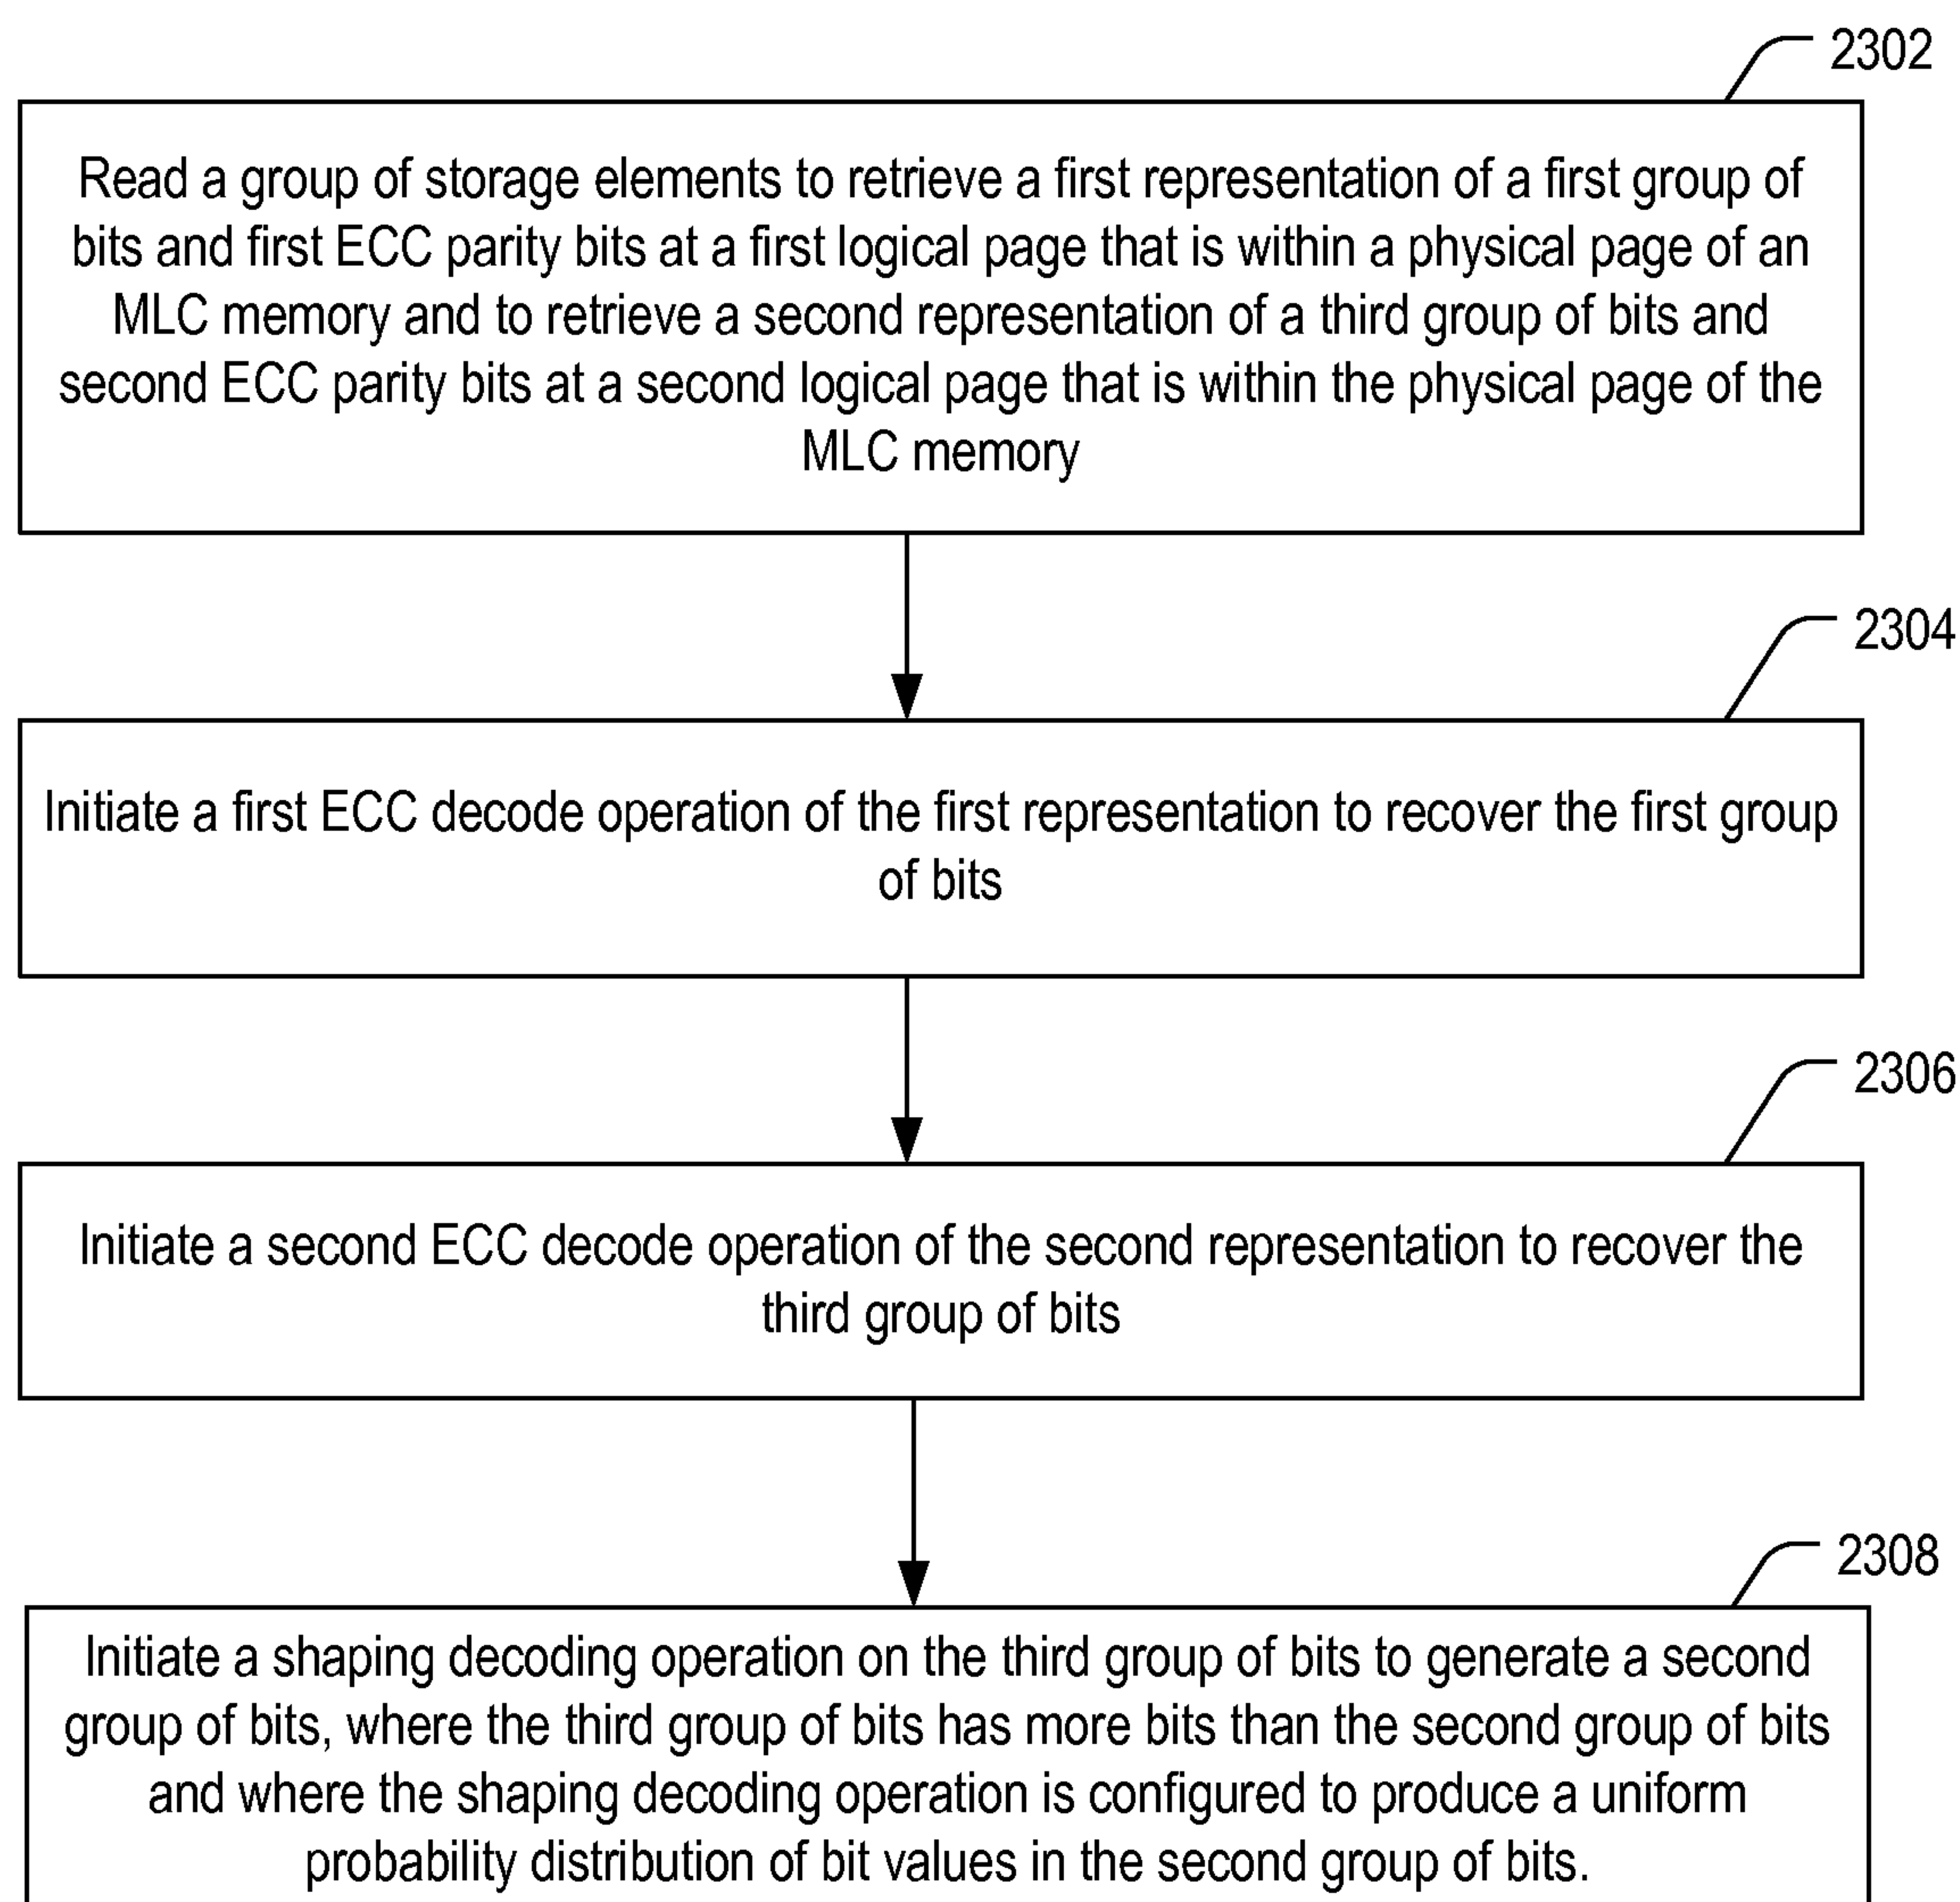 2302
Read a group of storage elements to retrieve a first representation of a first group of
bits and first ECC parity bits at a first logical page that is within a physical page of an
MLC memory and to retrieve a second representation of a third group of bits and
second ECC parity bits at a second logical page that is within the physical page of the
MLC memory
2304
Initiate a first ECC decode operation of the first representation to recover the first group
of bits
2306
Initiate a second ECC decode operation of the second representation to recover the
third group of bits
2308
Initiate a shaping decoding operation on the third group of bits to generate a second
group of bits, where the third group of bits has more bits than the second group of bits
and where the shaping decoding operation is configured to produce a uniform
probability distribution of bit values in the second group of bits.